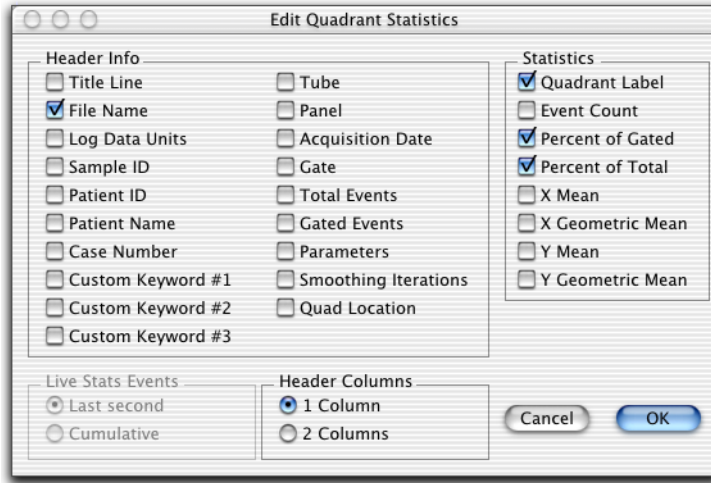 Edit Quadrant Statistics
Header Info
Title Line
File Name
Log Data Units
Sample ID
Patient ID
Patient Name
Case Number
Custom Keyword #1
Custom Keyword #2
Custom Keyword #3
Tube
Panel
Acquisition Date
Gate
Total Events
Gated Events
Parameters
Smoothing Iterations
Quad Location
Statistics
Quadrant Label
Event Count
Percent of Gated
Percent of Total
X Mean
X Geometric Mean
Y Mean
Y Geometric Mean
Live Stats Events
Last second
Cumulative
Header Columns
1 Column
2 Columns
Cancel
OK